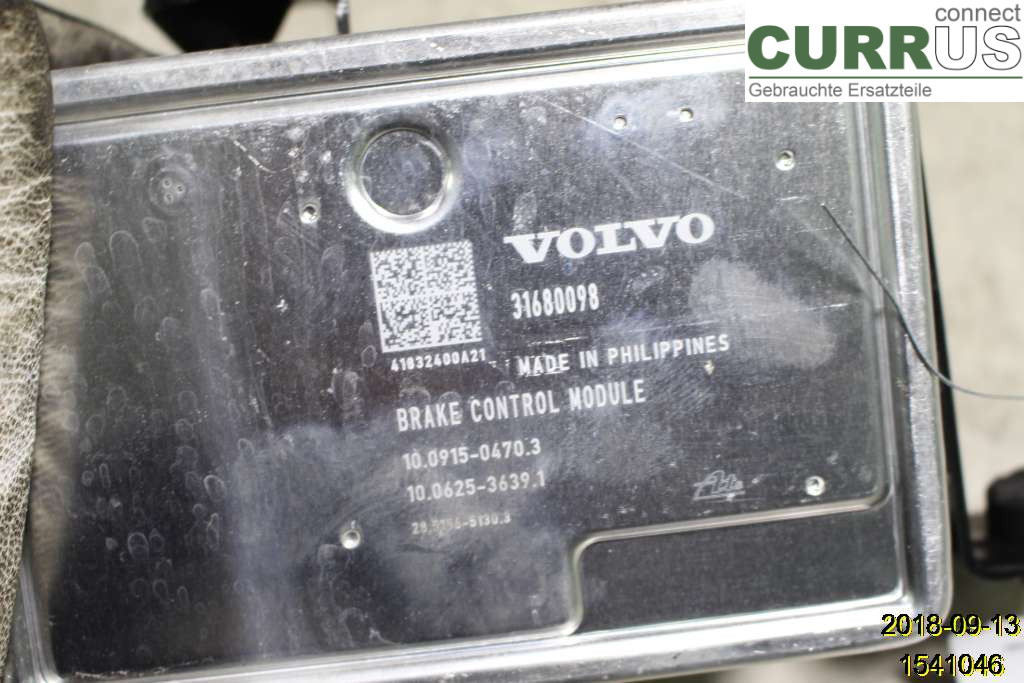 connect
CURRUS
Gebrauchte Ersatzteile
VOLVO
31680098
41832400A21
MADE IN PHILIPPINES
BRAKE CONTROL MODULE
10.0915-0470.3
10.0625-3639.1
Ate
2018-09-13
1541046